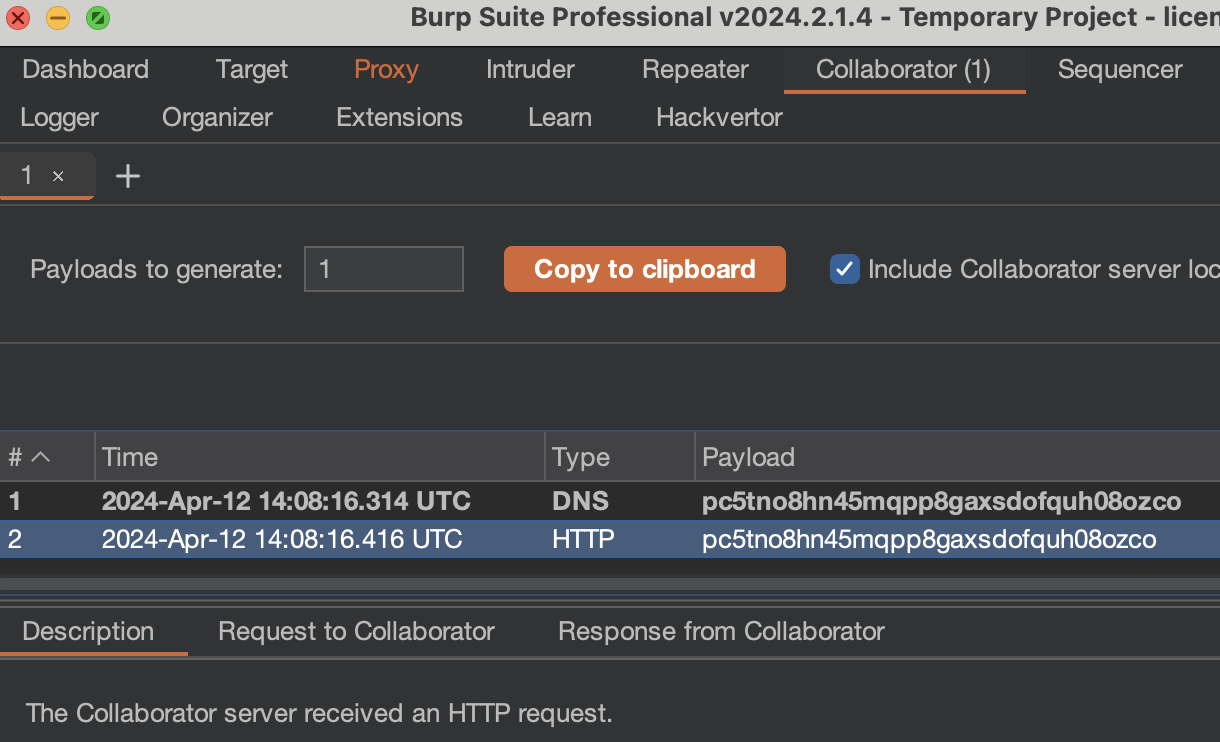 Burp Suite Professional v2024.2.1.4 - Temporary Project - licen
Dashboard Target Proxy Intruder Repeater Collaborator (1) Sequencer
Logger Organizer Extensions Learn Hackvertor
1 × +
Payloads to generate: 1 Copy to clipboard Include Collaborator server loc
# Time Type Payload
1 2024-Apr-12 14:08:16.314 UTC DNS pc5tno8hn45mqpp8gaxsdofquh08ozco
2 2024-Apr-12 14:08:16.416 UTC HTTP pc5tno8hn45mqpp8gaxsdofquh08ozco
Description Request to Collaborator Response from Collaborator
The Collaborator server received an HTTP request.